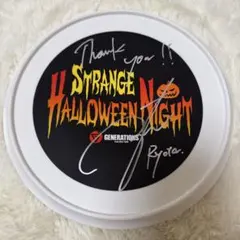 Thank you!!
STRANGE
HALLOWEEN NIGHT
GENERATIONS
Ryota